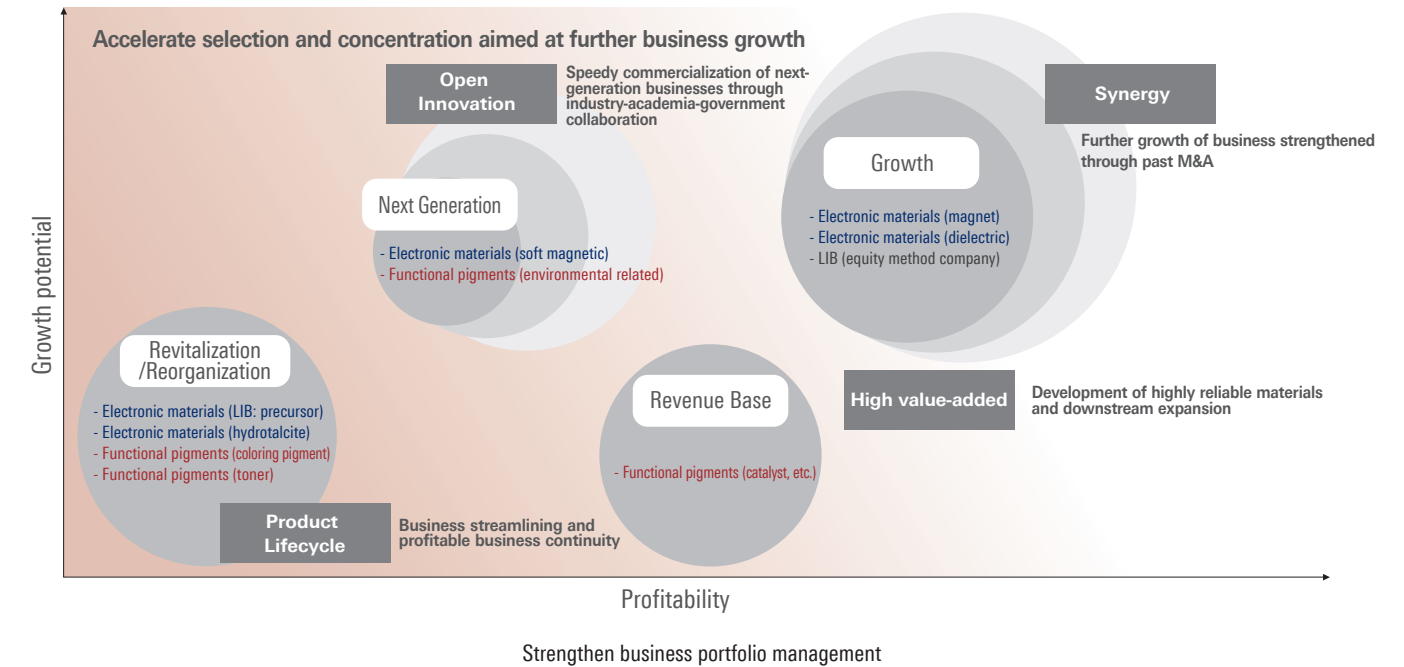 Accelerate selection and concentration aimed at further business growth
Open
Innovation
Speedy commercialization of next-
generation businesses through
industry-academia-government
collaboration
Synergy
Further growth of business strengthened
through past M&A
Growth
- Electronic materials (magnet)
- Electronic materials (dielectric)
- LIB (equity method company)
Next Generation
- Electronic materials (soft magnetic)
- Functional pigments (environmental related)
Growth potential
Revitalization
/Reorganization
- Electronic materials (LIB: precursor)
- Electronic materials (hydrotalcite)
- Functional pigments (coloring pigment)
- Functional pigments (toner)
Revenue Base
- Functional pigments (catalyst, etc.)
High value-added
Development of highly reliable materials
and downstream expansion
Product
Lifecycle
Business streamlining and
profitable business continuity
Profitability
Strengthen business portfolio management